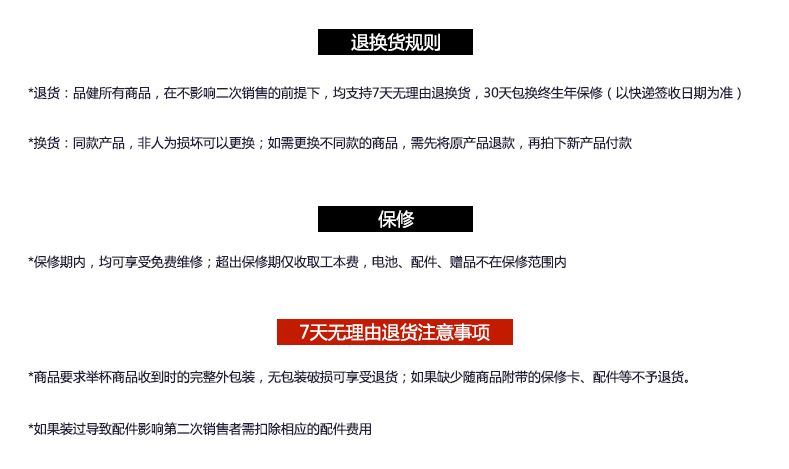 退换货规则
*退货：品健所有商品，在不影响二次销售的前提下，均支持7天无理由退换货，30天包换终生年保修（以快递签收日期为准）
*换货：同款产品，非人为损坏可以更换；如需更换不同款的商品，需先将原产品退款，再拍下新产品付款
保修
*保修期内，均可享受免费维修；超出保修期仅收取工本费，电池、配件、赠品不在保修范围内
7天无理由退货注意事项
*商品要求举杯商品收到时的完整外包装，无包装破损可享受退货；如果缺少随商品附带的保修卡、配件等不予退货。
*如果装过导致配件影响第二次销售者需扣除相应的配件费用